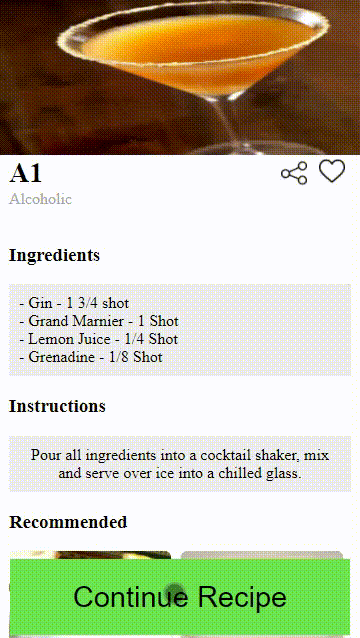 A1
Alcoholic
Ingredients
- Gin - 1 3/4 shot
- Grand Marnier - 1 Shot
- Lemon Juice - 1/4 Shot
- Grenadine - 1/8 Shot
Instructions
Pour all ingredients into a cocktail shaker, mix
and serve over ice into a chilled glass.
Recommended
Continue Recipe